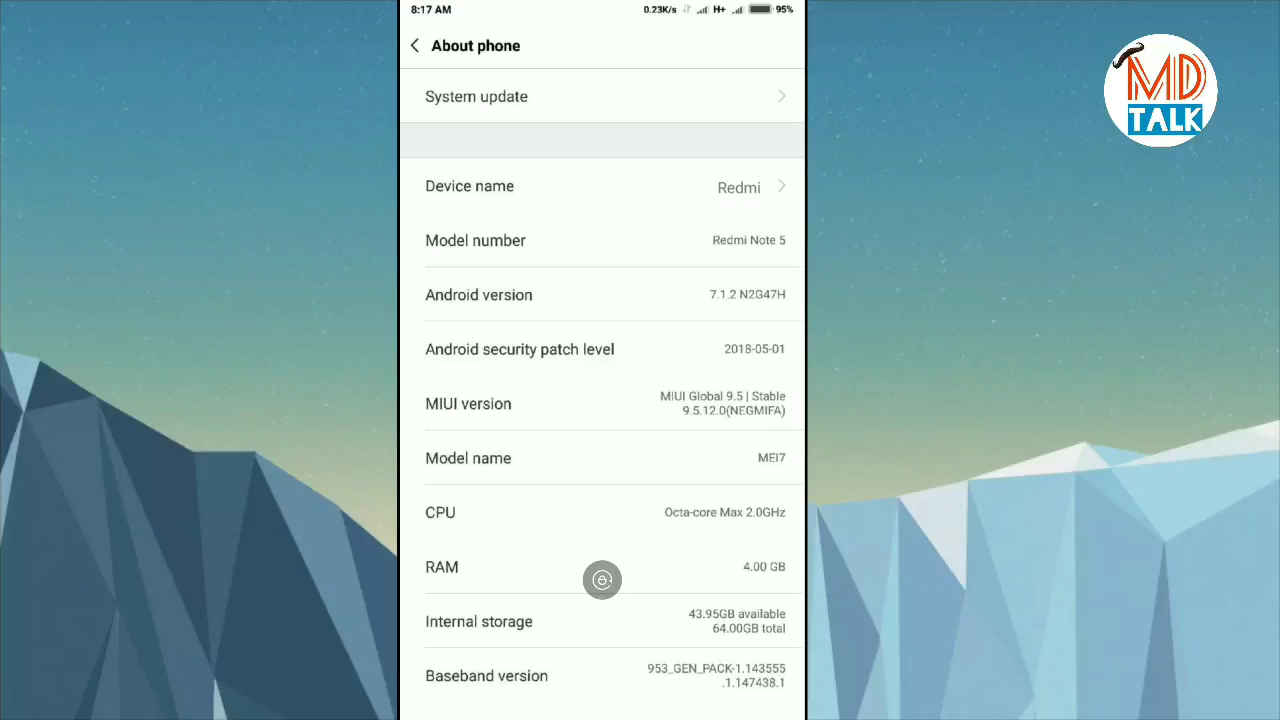 8:17 AM 0.23K/s H+ 95%
MD
TALK
About phone
System update
Device name Redmi
Model number Redmi Note 5
Android version 7.1.2 N2G47H
Android security patch level 2018-05-01
MIUI version MIUI Global 9.5 | Stable
9.5.12.0(NEGMIFA)
Model name MEI7
CPU Octa-core Max 2.0GHz
RAM 4.00 GB
Internal storage 43.95GB available
64.00GB total
Baseband version 953_GEN_PACK-1.143555
.1.147438.1